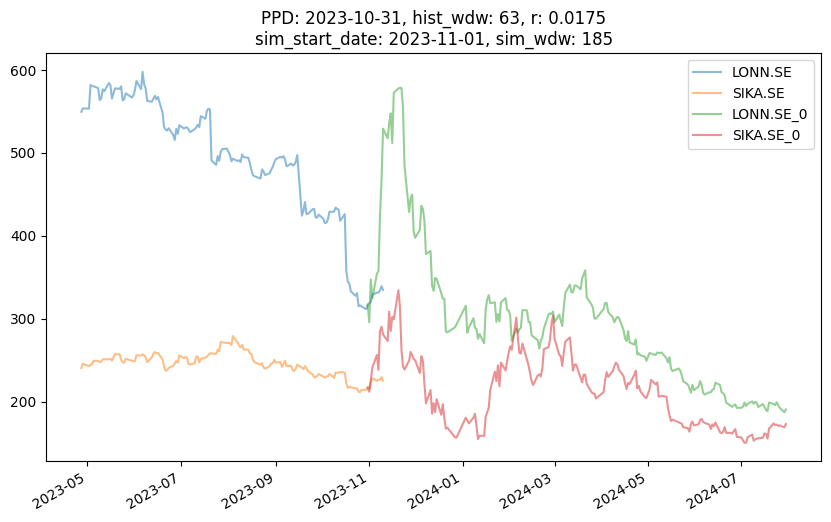 PPD: 2023-10-31, hist_wdw: 63, r: 0.0175
sim_start_date: 2023-11-01, sim_wdw: 185
LONN.SE
SIKA.SE
LONN.SE_0
SIKA.SE_0
600
500
400
300
200
2023-05
2023-07
2023-09
2023-11
2024-01
2024-03
2024-05
2024-07